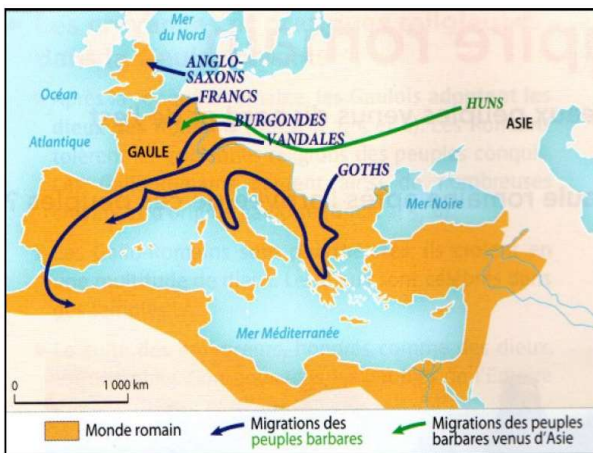 Mer
du Nord
ANGLO-
SAXONS
Océan
FRANCS
HUNS
BURGONDES
ASIE
VANDALES
Atlantique
GAULE
GOTHS
Mer Noire
Mer Méditerranée
0 1 000 km
Monde romain
Migrations des
peuples barbares
Migrations des peuples
barbares venus d'Asie